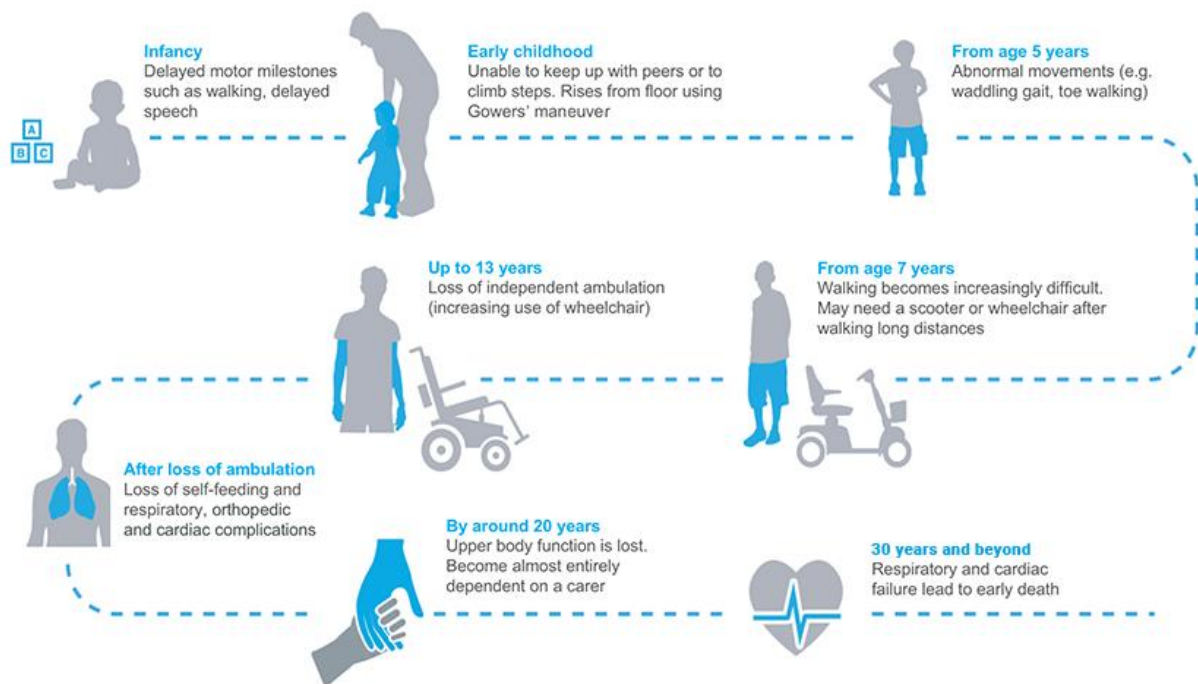 A
B C
Infancy
Delayed motor milestones
such as walking, delayed
speech
Early childhood
Unable to keep up with peers or to
climb steps. Rises from floor using
Gowers' maneuver
From age 5 years
Abnormal movements (e.g.
waddling gait, toe walking)
From age 7 years
Walking becomes increasingly difficult.
May need a scooter or wheelchair after
walking long distances
Up to 13 years
Loss of independent ambulation
(increasing use of wheelchair)
After loss of ambulation
Loss of self-feeding and
respiratory, orthopedic
and cardiac complications
By around 20 years
Upper body function is lost.
Become almost entirely
dependent on a carer
30 years and beyond
Respiratory and cardiac
failure lead to early death